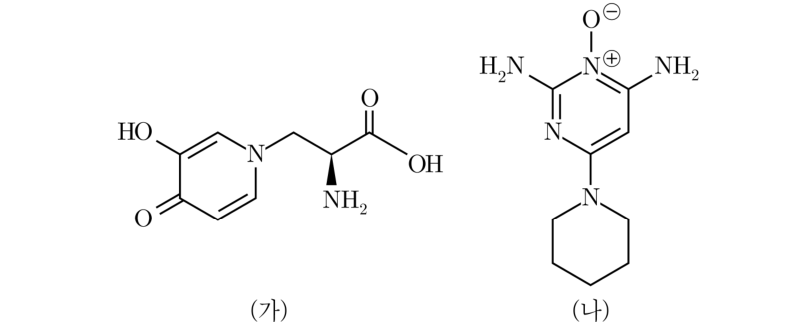 O⊖
H₂N N⊕ NH₂
O
HO N N
OH
O NH₂ N
(가) (나)